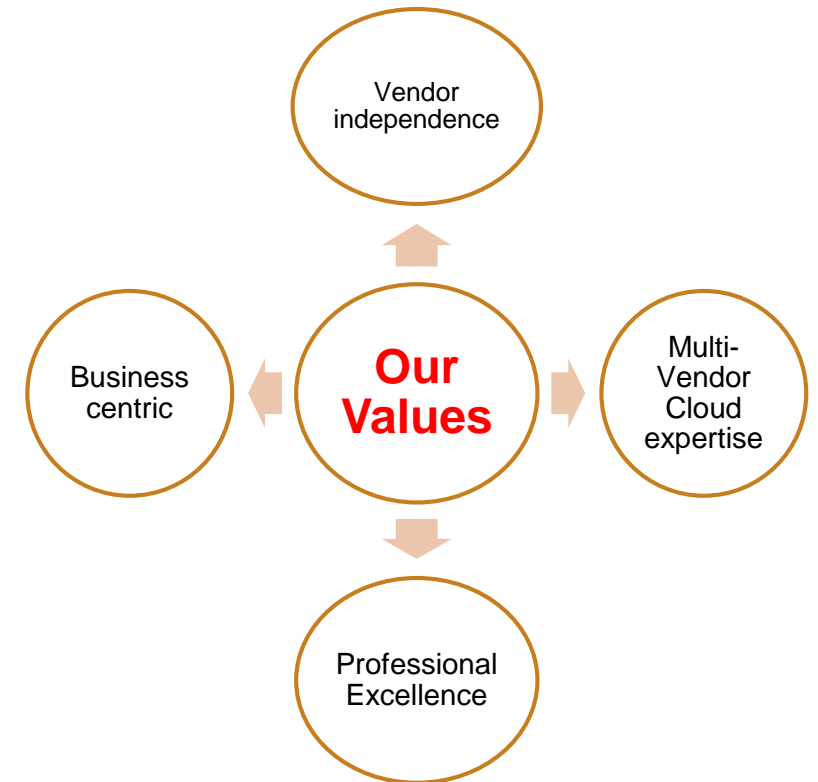 Vendor
independence
Business
centric
Our
Values
Multi-
Vendor
Cloud
expertise
Professional
Excellence